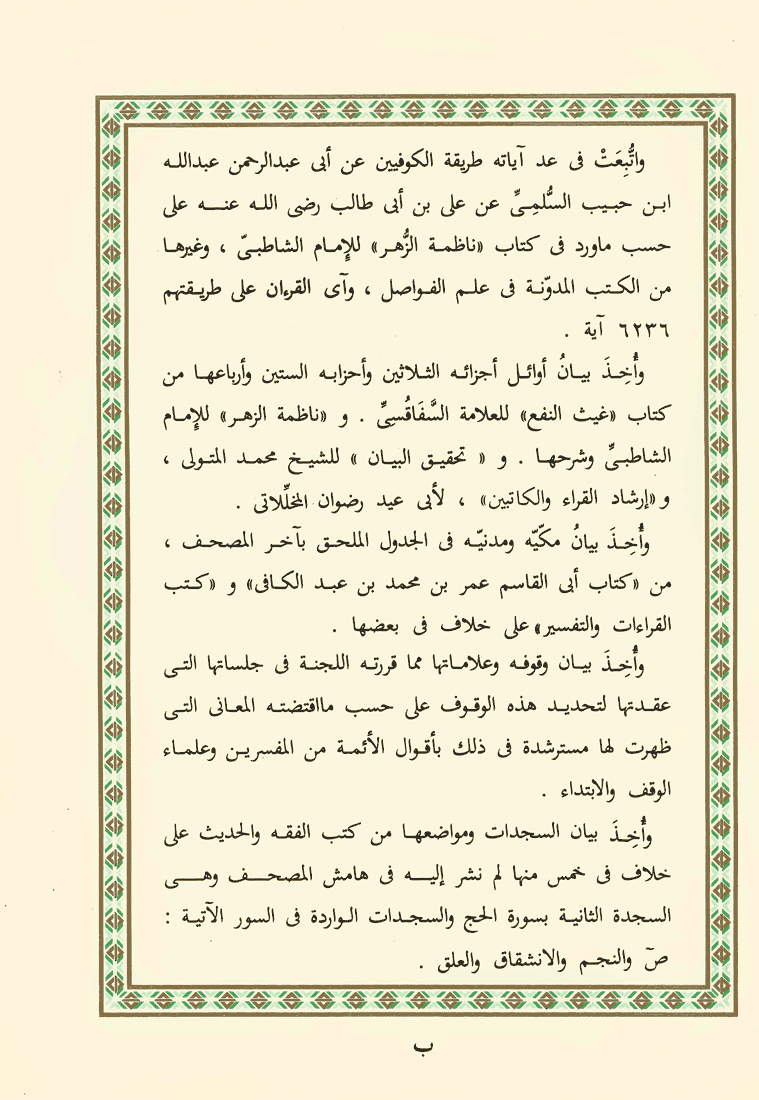 واتُّبِعَتْ فى عد آياته طريقة الكوفيين عن أبى عبدالرحمن عبدالله
ابن حبيب السُّلمِىِّ عن على بن أبى طالب رضى الله عنه على
حسب ماورد فى كتاب «ناظمة الزُّهر» للإمام الشاطبىّ ، وغيرها
من الكتب المدوّنة فى علم الفواصل ، وآى القرءان على طريقتهم
٦٢٣٦ آية .
وأُخِذَ بيانُ أوائل أجزائه الثلاثين وأحزابه الستين وأرباعها من
كتاب «غيث النفع» للعلامة السَّفَاقُسِىِّ . و «ناظمة الزهر» للإمام
الشاطبىِّ وشرحها . و « تحقيق البيان » للشيخ محمد المتولى ،
و«إرشاد القراء والكاتبين» ، لأبى عيد رضوان المخلِّلاتى .
وأُخِذَ بيانُ مكيّه ومدنيّه فى الجدول الملحق بآخر المصحف ،
من «كتاب أبى القاسم عمر بن محمد بن عبد الكافى» و «كتب
القراءات والتفسير» على خلاف فى بعضها .
وأُخِذَ بيان وقوفه وعلاماتها مما قررته اللجنة فى جلساتها التى
عقدتها لتحديد هذه الوقوف على حسب مااقتضته المعانى التى
ظهرت لها مسترشدة فى ذلك بأقوال الأئمة من المفسرين وعلماء
الوقف والابتداء .
وأُخِذَ بيان السجدات ومواضعها من كتب الفقه والحديث على
خلاف فى خمس منها لم نشر إليه فى هامش المصحف وهى
السجدة الثانية بسورة الحج والسجدات الواردة فى السور الآتية :
صٓ والنجم والانشقاق والعلق .
ب